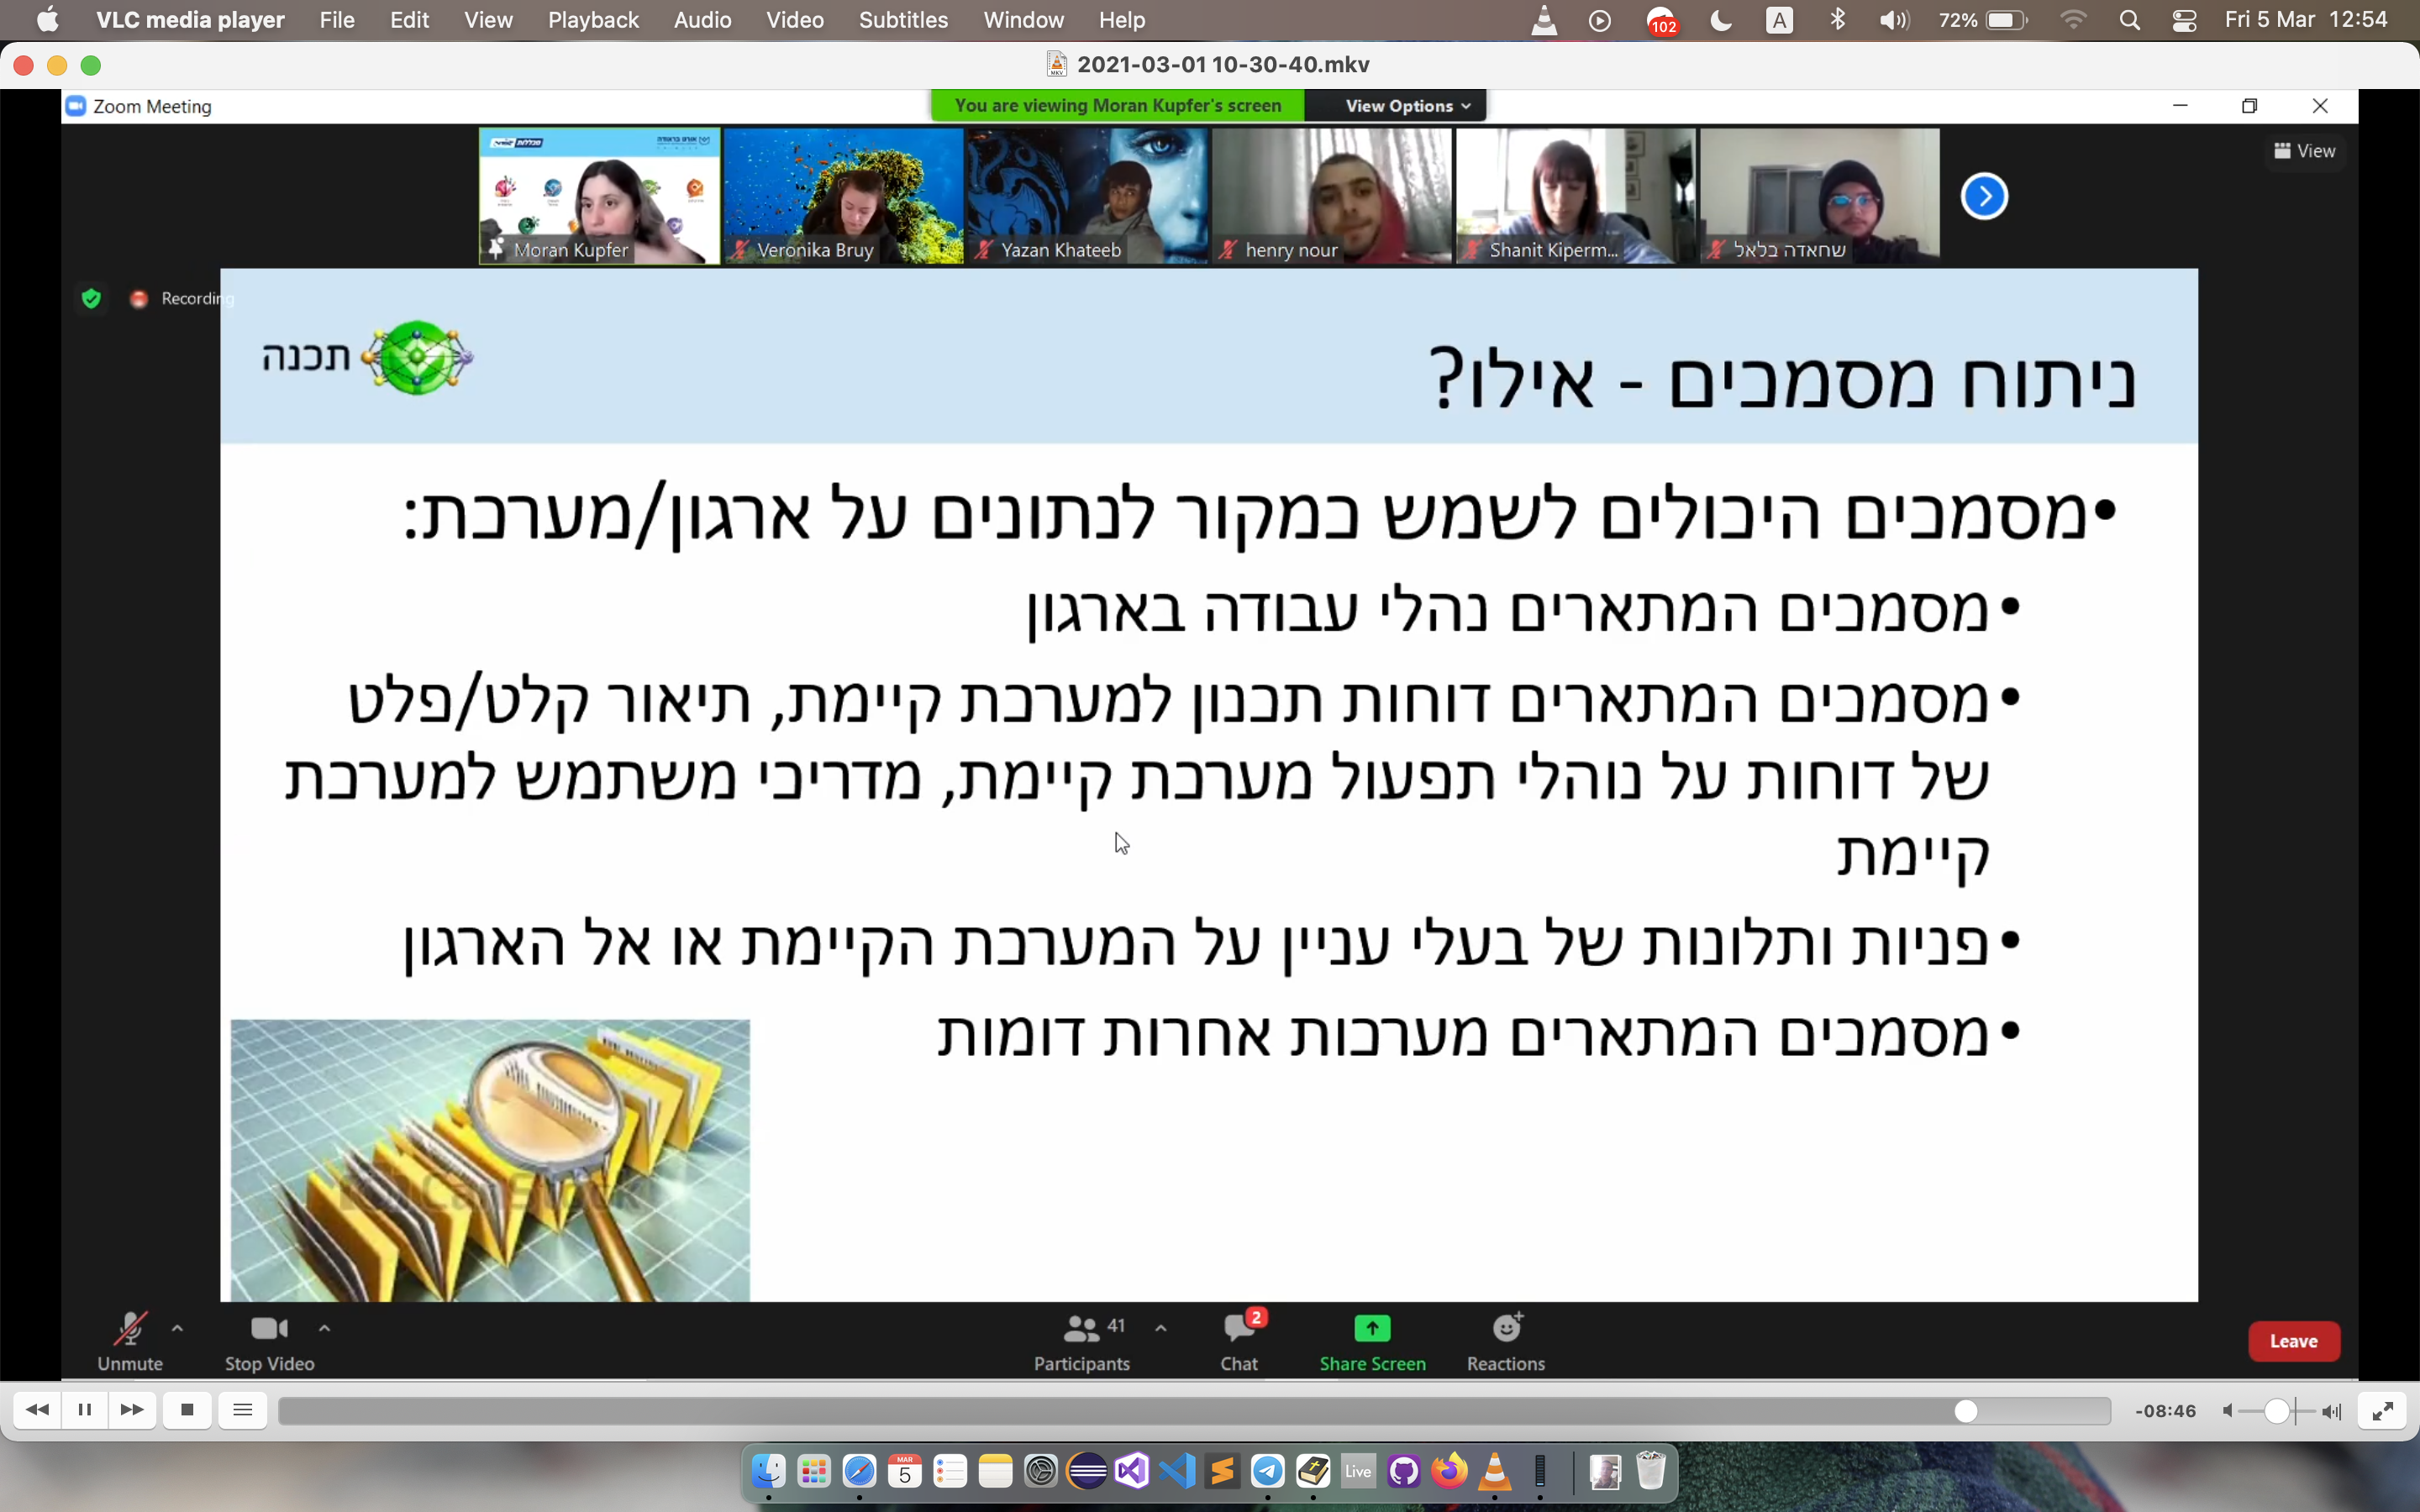 VLC media player File Edit View Playback Audio Video Subtitles Window Help
102 A 72% Fri 5 Mar 12:54
2021-03-01 10-30-40.mkv
Zoom Meeting
You are viewing Moran Kupfer's screen View Options
View
Moran Kupfer
Veronika Bruy
Yazan Khateeb
henry nour
Shanit Kiperm...
שחאדה בלאל
Recording
תכנה
ניתוח מסמכים - אילו?
•מסמכים היכולים לשמש כמקור לנתונים על ארגון/מערכת:
•מסמכים המתארים נהלי עבודה בארגון
•מסמכים המתארים דוחות תכנון למערכת קיימת, תיאור קלט/פלט
של דוחות על נוהלי תפעול מערכת קיימת, מדריכי משתמש למערכת
קיימת
•פניות ותלונות של בעלי עניין על המערכת הקיימת או אל הארגון
•מסמכים המתארים מערכות אחרות דומות
Unmute
Stop Video
41
Participants
2
Chat
Share Screen
Reactions
Leave
-08:46
MAR
5
Live